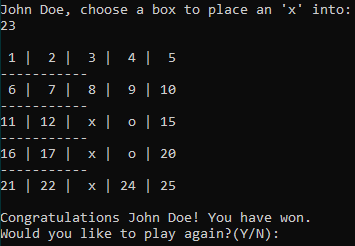 John Doe, choose a box to place an 'x' into:
23

 1 |  2 |  3 |  4 |  5
-----------
 6 |  7 |  8 |  9 | 10
-----------
11 | 12 |  x |  o | 15
-----------
16 | 17 |  x |  o | 20
-----------
21 | 22 |  x | 24 | 25

Congratulations John Doe! You have won.
Would you like to play again?(Y/N):